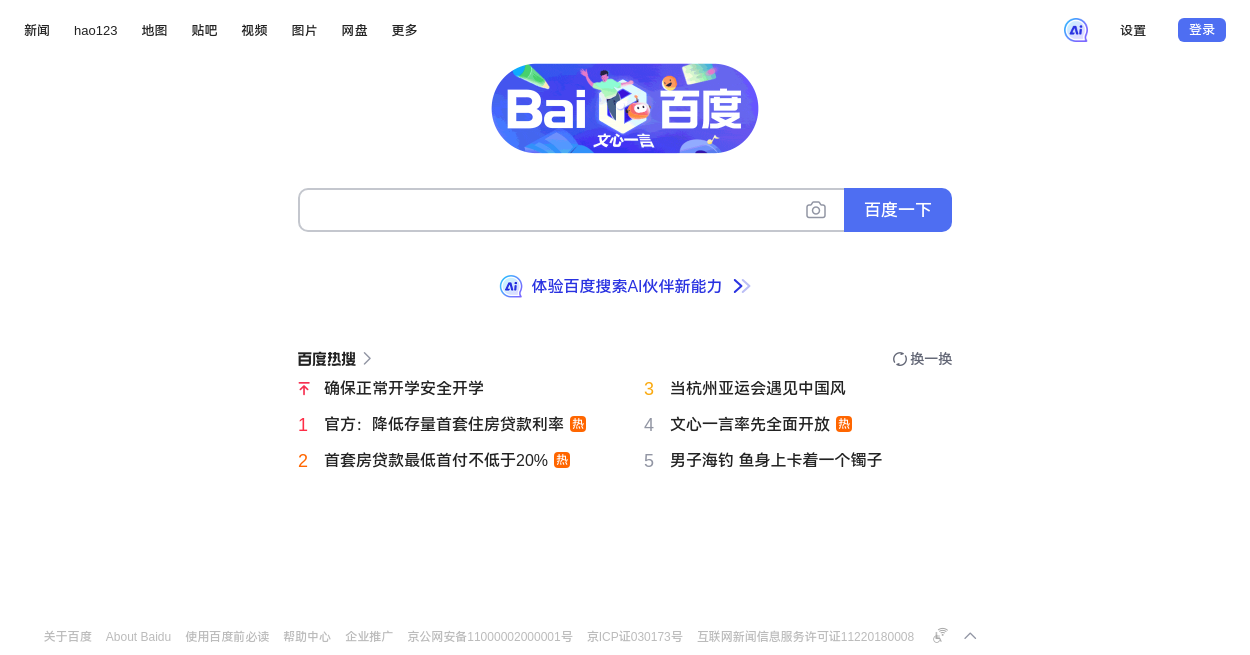 新闻 hao123 地图 贴吧 视频 图片 网盘 更多 Ai 设置 登录
Bai 百度
文心一言
百度一下
Ai 体验百度搜索AI伙伴新能力
百度热搜 换一换
确保正常开学安全开学
3 当杭州亚运会遇见中国风
1 官方：降低存量首套住房贷款利率 热
4 文心一言率先全面开放 热
2 首套房贷款最低首付不低于20% 热
5 男子海钓 鱼身上卡着一个镯子
关于百度 About Baidu 使用百度前必读 帮助中心 企业推广 京公网安备11000002000001号 京ICP证030173号 互联网新闻信息服务许可证11220180008